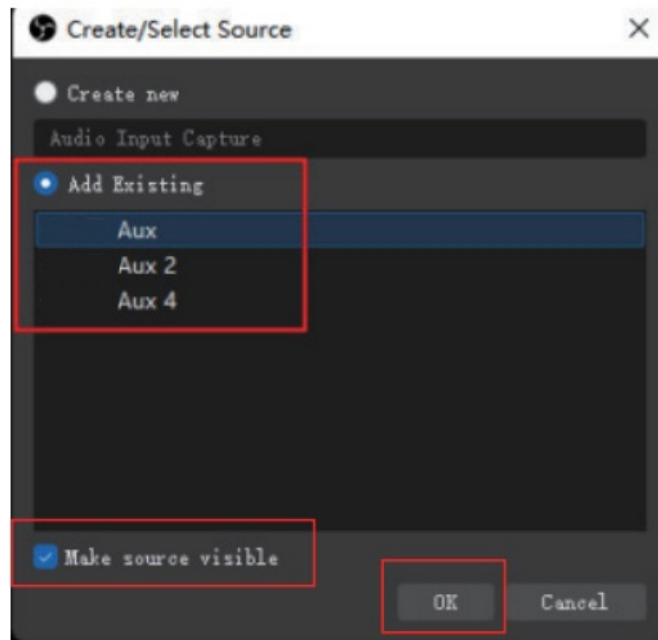 Create/Select Source
Create new
Audio Input Capture
Add Existing
Aux
Aux 2
Aux 4
Make source visible
OK Cancel